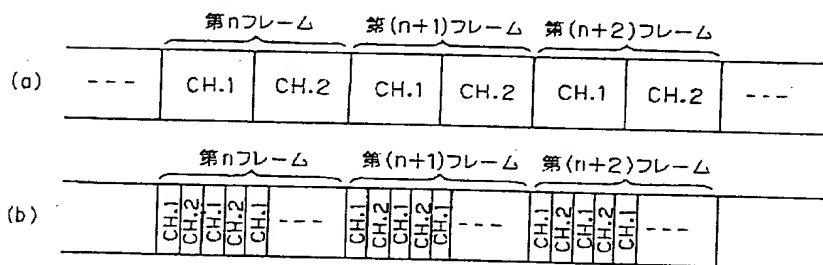 第nフレーム 第(n+1)フレーム 第(n+2)フレーム
(a) --- CH.1 CH.2 CH.1 CH.2 CH.1 CH.2 ---
第nフレーム 第(n+1)フレーム 第(n+2)フレーム
(b) CH.1 CH.2 CH.1 CH.2 CH.1 --- CH.1 CH.2 CH.1 CH.2 CH.1 --- CH.1 CH.2 CH.1 CH.2 CH.1 ---